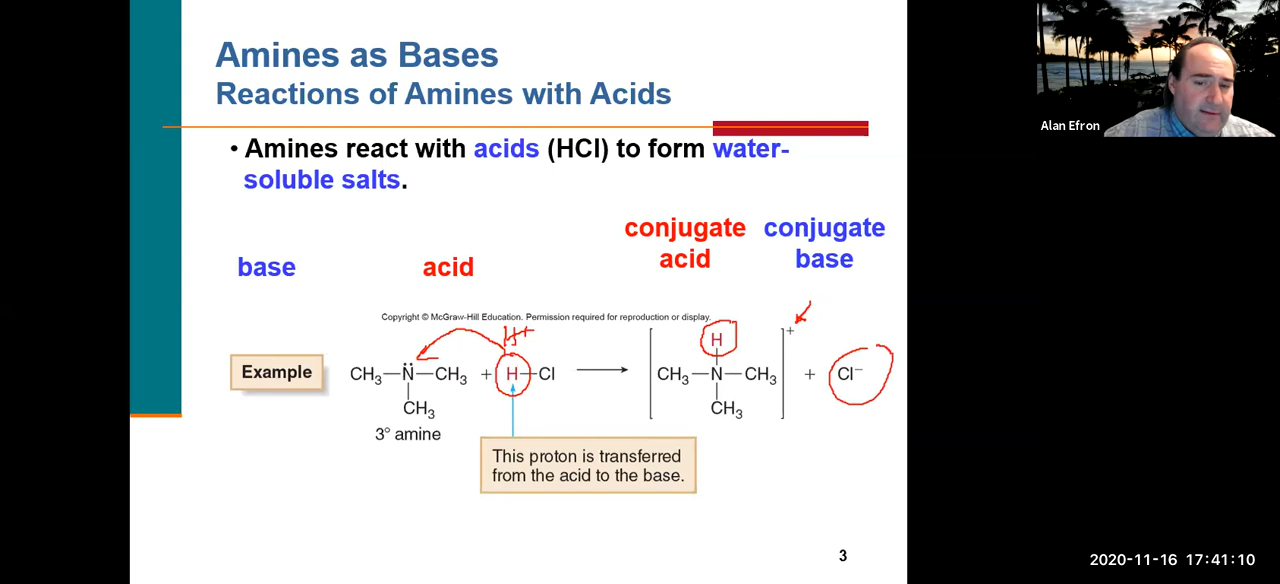 Amines as Bases
Reactions of Amines with Acids
• Amines react with acids (HCl) to form water-
soluble salts.
base
acid
conjugate
acid
conjugate
base
Copyright © McGraw-Hill Education. Permission required for reproduction or display.
H+
H
+
Example
CH₃—N̈—CH₃ + H—Cl
CH₃—N—CH₃ + Cl⁻
CH₃
CH₃
3° amine
This proton is transferred
from the acid to the base.
3
Alan Efron
2020-11-16 17:41:10